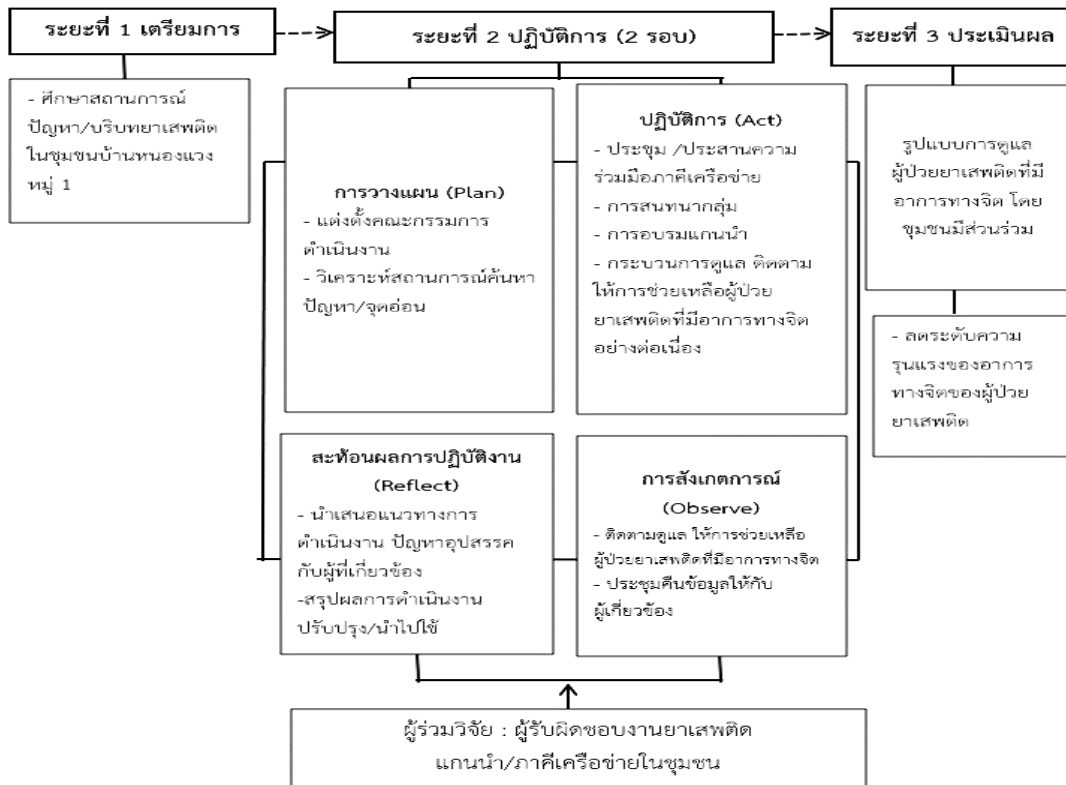 ระยะที่ 1 เตรียมการ
ระยะที่ 2 ปฏิบัติการ (2 รอบ)
ระยะที่ 3 ประเมินผล
- ศึกษาสถานการณ์
ปัญหา/บริบทยาเสพติด
ในชุมชนบ้านหนองแวง
หมู่ 1
การวางแผน (Plan)
- แต่งตั้งคณะกรรมการ
ดำเนินงาน
- วิเคราะห์สถานการณ์ค้นหา
ปัญหา/จุดอ่อน
ปฏิบัติการ (Act)
- ประชุม /ประสานความ
ร่วมมือภาคีเครือข่าย
- การสนทนากลุ่ม
- การอบรมแกนนำ
- กระบวนการดูแล ติดตาม
ให้การช่วยเหลือผู้ป่วย
ยาเสพติดที่มีอาการทางจิต
อย่างต่อเนื่อง
สะท้อนผลการปฏิบัติงาน
(Reflect)
- นำเสนอแนวทางการ
ดำเนินงาน ปัญหาอุปสรรค
กับผู้ที่เกี่ยวข้อง
-สรุปผลการดำเนินงาน
ปรับปรุง/นำไปใช้
การสังเกตการณ์
(Observe)
- ติดตามดูแล ให้การช่วยเหลือ
ผู้ป่วยยาเสพติดที่มีอาการทางจิต
- ประชุมคืนข้อมูลให้กับ
ผู้เกี่ยวข้อง
รูปแบบการดูแล
ผู้ป่วยยาเสพติดที่มี
อาการทางจิต โดย
ชุมชนมีส่วนร่วม
- ลดระดับความ
รุนแรงของอาการ
ทางจิตของผู้ป่วย
ยาเสพติด
ผู้ร่วมวิจัย : ผู้รับผิดชอบงานยาเสพติด
แกนนำ/ภาคีเครือข่ายในชุมชน